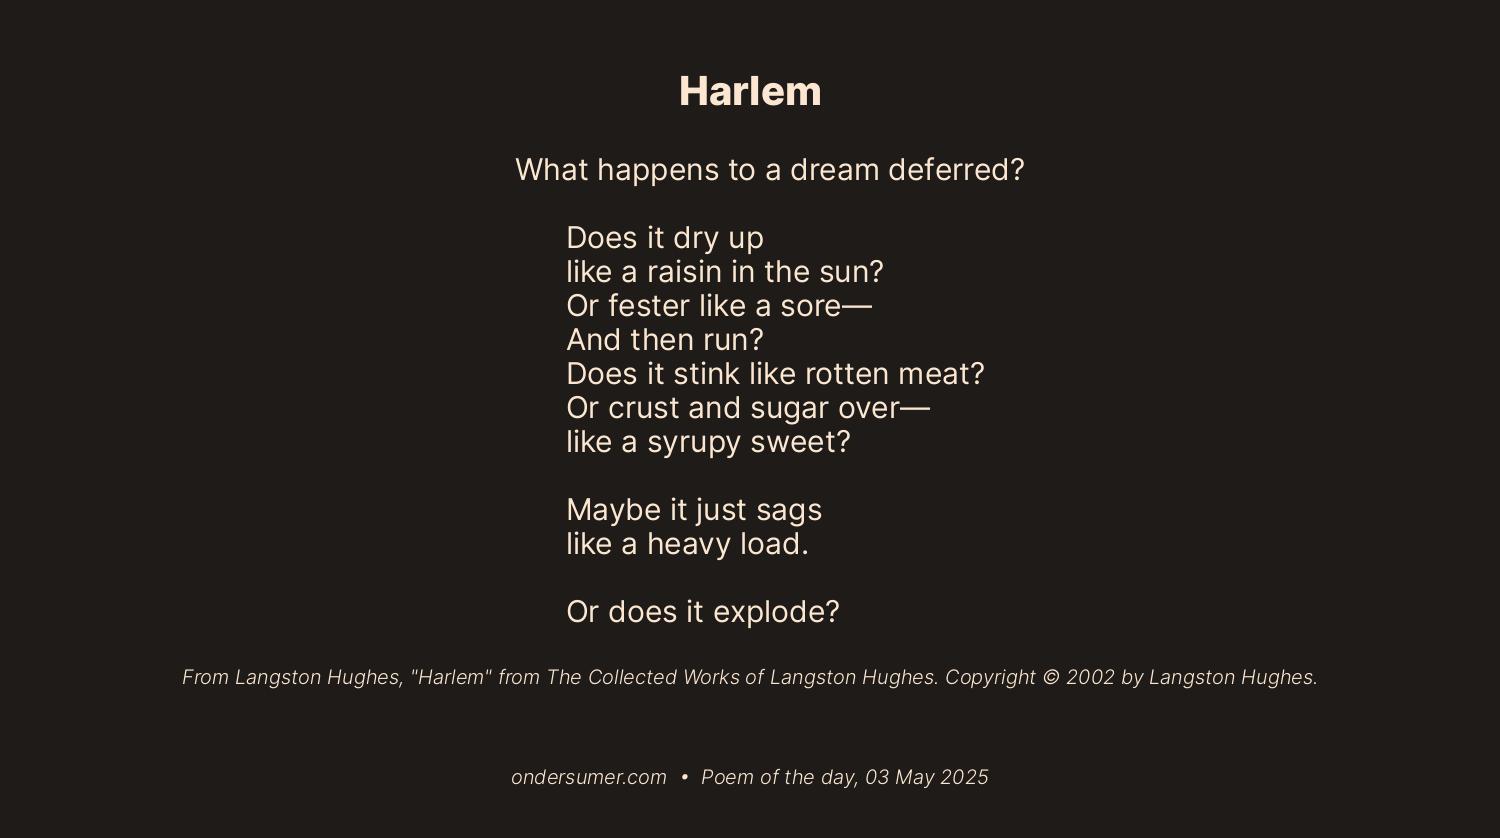 Harlem
What happens to a dream deferred?
Does it dry up
like a raisin in the sun?
Or fester like a sore—
And then run?
Does it stink like rotten meat?
Or crust and sugar over—
like a syrupy sweet?
Maybe it just sags
like a heavy load.
Or does it explode?
From Langston Hughes, "Harlem" from The Collected Works of Langston Hughes. Copyright © 2002 by Langston Hughes.
ondersumer.com • Poem of the day, 03 May 2025